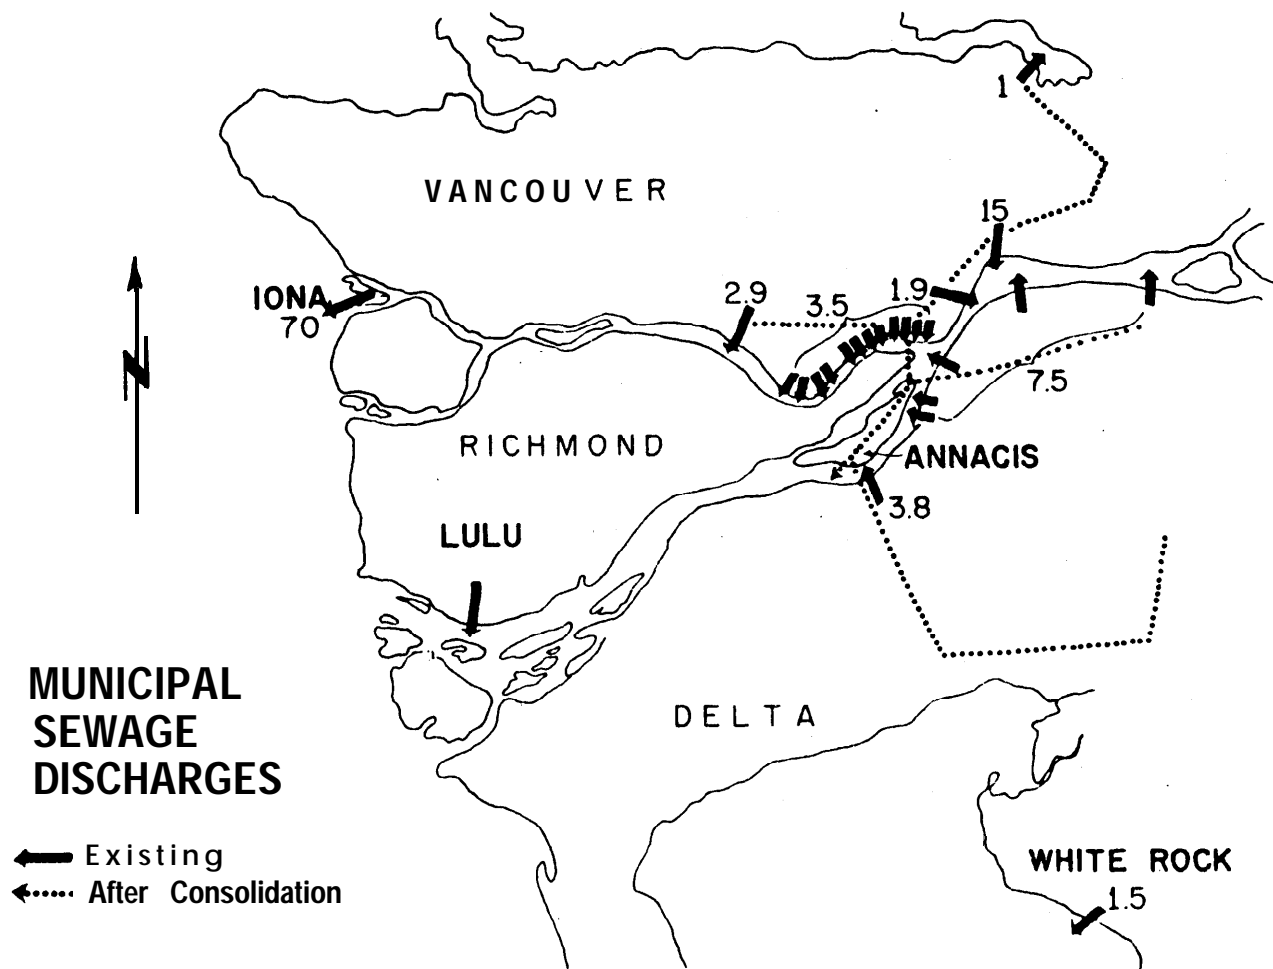 1
VANCOUVER
15
IONA
70
2.9
3.5
1.9
7.5
RICHMOND
ANNACIS
3.8
LULU
N
MUNICIPAL
SEWAGE
DISCHARGES
DELTA
Existing
After Consolidation
WHITE ROCK
1.5